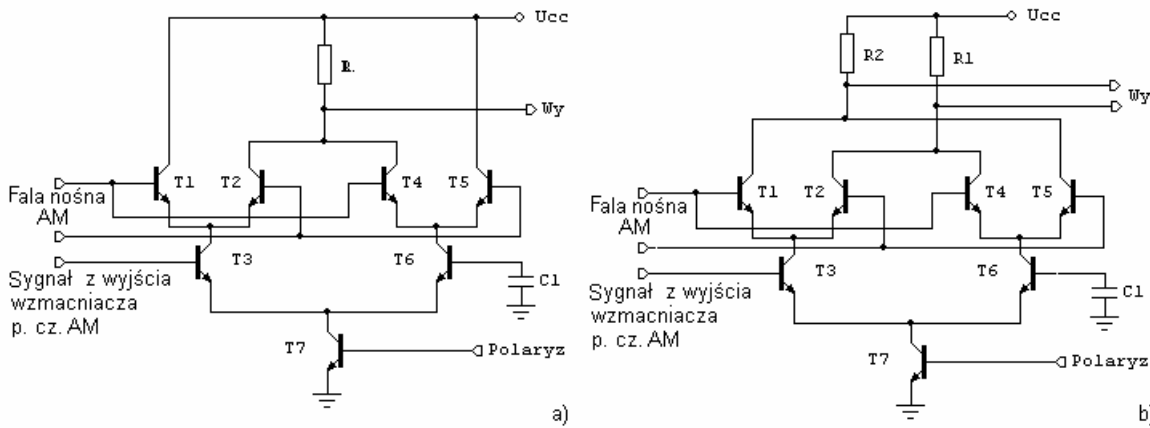 Ucc
R.
Wy
T1
T2
T4
T5
Fala nośna
AM
T3
T6
Sygnał z wyjścia
wzmacniacza
p. cz. AM
C1
T7
Polaryz
a)
Ucc
R2
R1
Wy
T1
T2
T4
T5
Fala nośna
AM
T3
T6
Sygnał z wyjścia
wzmacniacza
p. cz. AM
C1
T7
Polaryz
b)